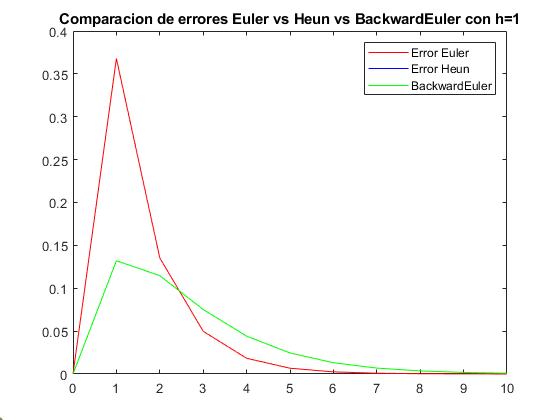 Comparacion de errores Euler vs Heun vs BackwardEuler con h=1
0.4
0.35
0.3
0.25
0.2
0.15
0.1
0.05
0
0 1 2 3 4 5 6 7 8 9 10
Error Euler
Error Heun
BackwardEuler